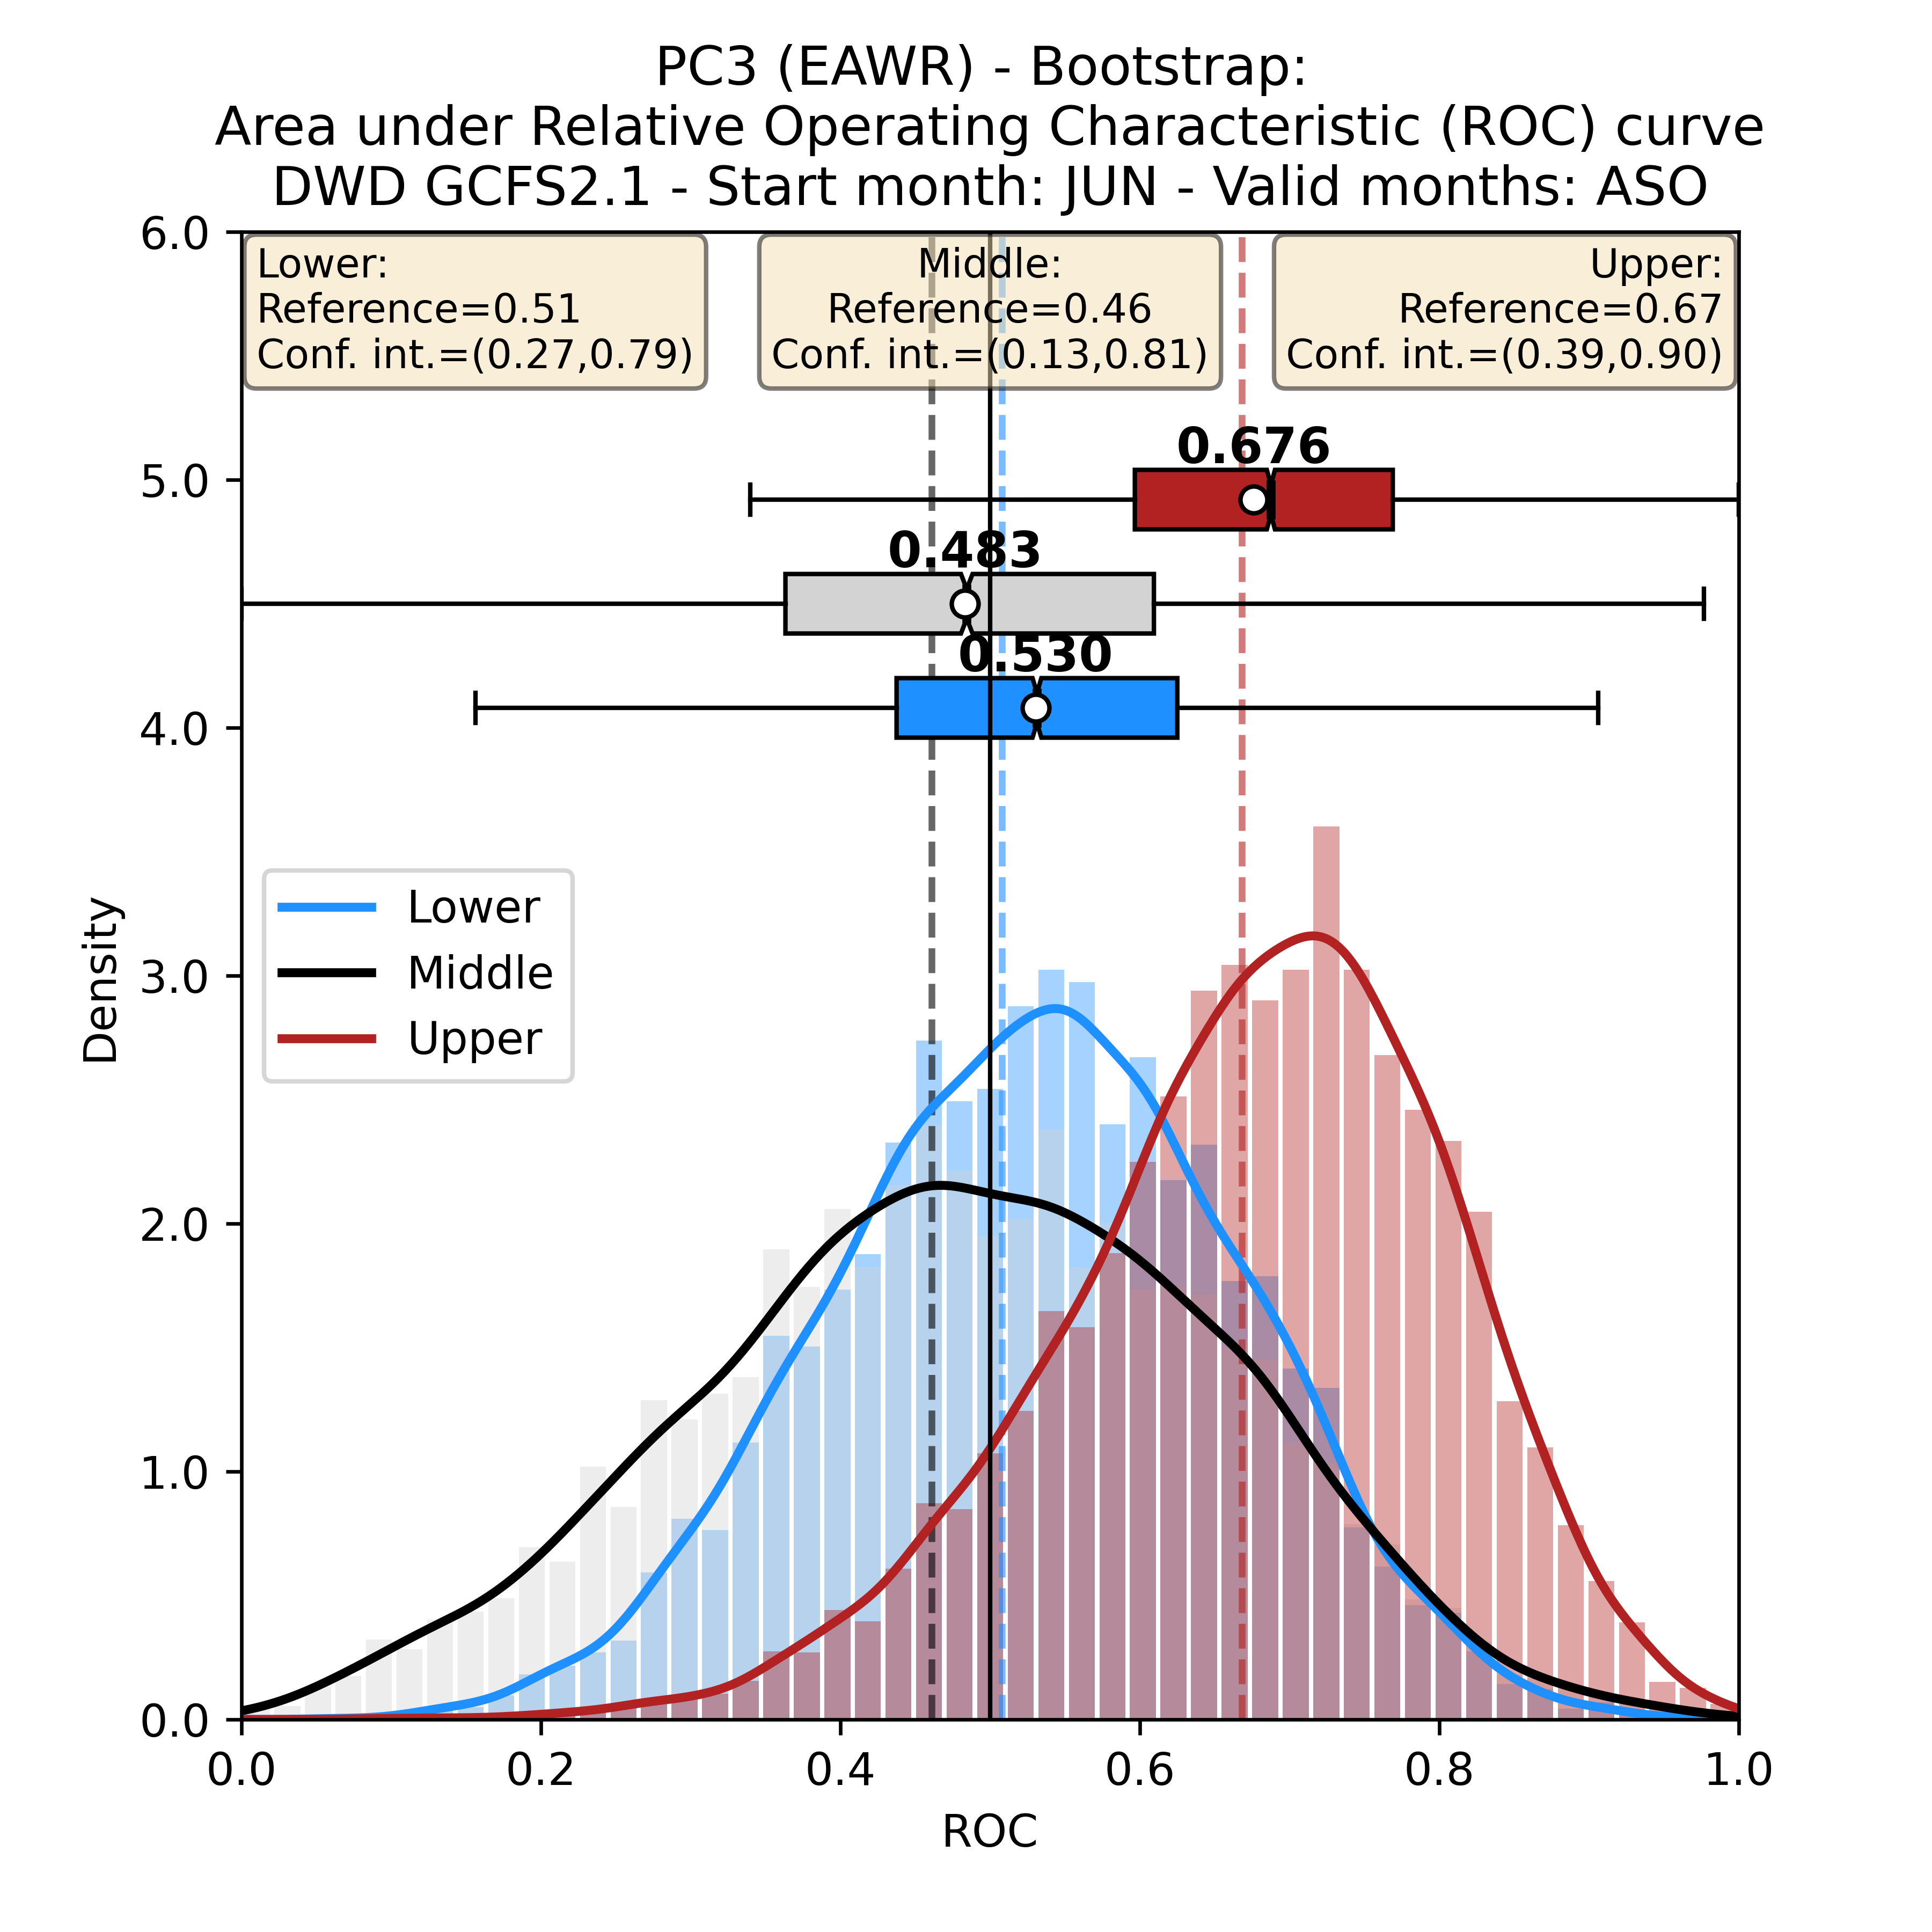 PC3 (EAWR) - Bootstrap:
Area under Relative Operating Characteristic (ROC) curve
DWD GCFS2.1 - Start month: JUN - Valid months: ASO
Lower:
Reference=0.51
Conf. int.=(0.27,0.79)
Middle:
Reference=0.46
Conf. int.=(0.13,0.81)
Upper:
Reference=0.67
Conf. int.=(0.39,0.90)
0.676
0.483
0.530
Lower
Middle
Upper
Density
6.0
5.0
4.0
3.0
2.0
1.0
0.0
0.0 0.2 0.4 0.6 0.8 1.0
ROC